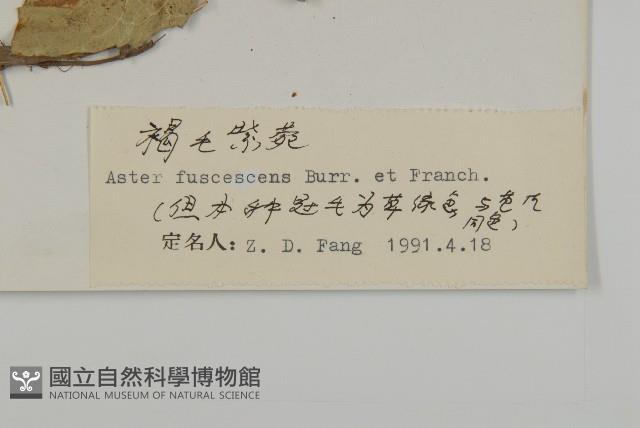 褐毛紫菀
Aster fuscescens Burr. et Franch.
(但本种冠毛为草绿色 与色爪
同色)
定名人: Z. D. Fang 1991.4.18
國立自然科學博物館
NATIONAL MUSEUM OF NATURAL SCIENCE